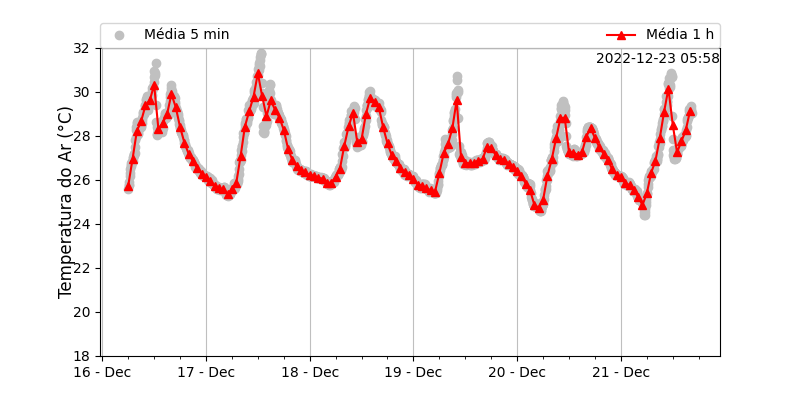 Média 5 min
Média 1 h
2022-12-23 05:58
Temperatura do Ar (°C)
32
30
28
26
24
22
20
18
16 - Dec
17 - Dec
18 - Dec
19 - Dec
20 - Dec
21 - Dec